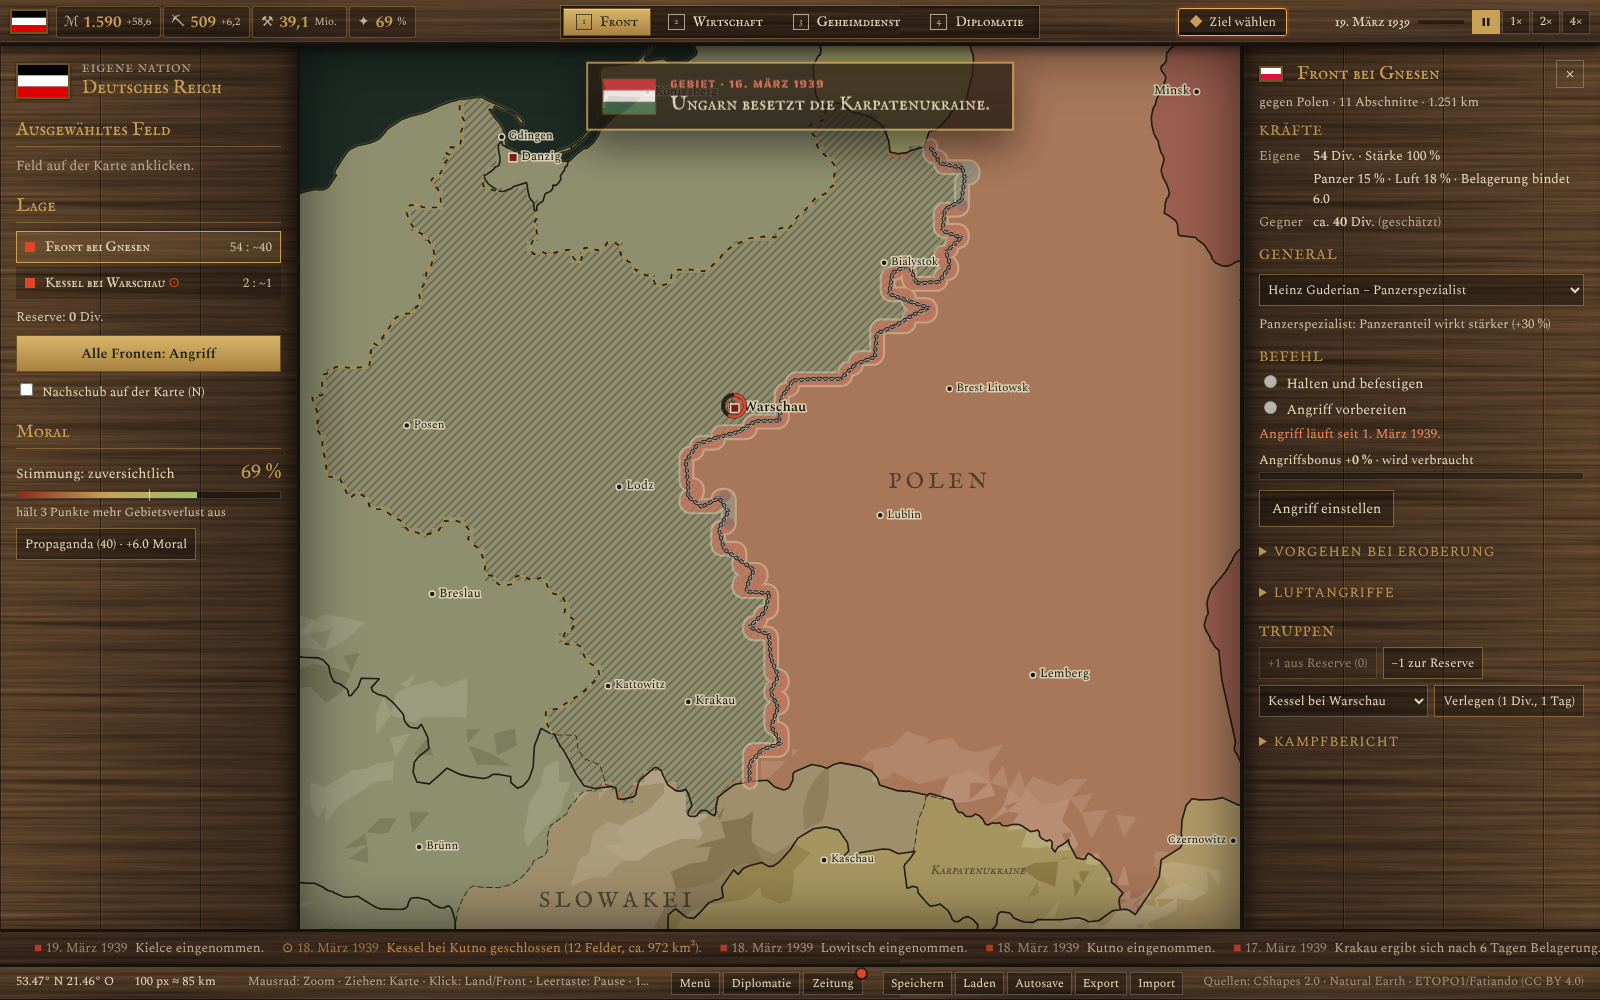 ℳ 1.590 +58,6
509 +6,2
39,1 Mio.
69 %
1 Front
2 Wirtschaft
3 Geheimdienst
4 Diplomatie
Ziel wählen
19. März 1939
1×
2×
4×
Eigene Nation
Deutsches Reich
Ausgewähltes Feld
Feld auf der Karte anklicken.
Lage
Front bei Gnesen 54 : ~40
Kessel bei Warschau 2 : ~1
Reserve: 0 Div.
Alle Fronten: Angriff
Nachschub auf der Karte (N)
Moral
Stimmung: zuversichtlich 69 %
hält 3 Punkte mehr Gebietsverlust aus
Propaganda (40) · +6.0 Moral
GEBIET · 16. MÄRZ 1939
Ungarn besetzt die Karpatenukraine.
Königsberg
Minsk
Gdingen
Danzig
Bialystok
Brest-Litowsk
Warschau
Posen
POLEN
Lodz
Lublin
Breslau
Lemberg
Kattowitz
Krakau
Czernowitz
Brünn
Kaschau
Karpatenukraine
SLOWAKEI
Front bei Gnesen
×
gegen Polen · 11 Abschnitte · 1.251 km
KRÄFTE
Eigene 54 Div. · Stärke 100 %
Panzer 15 % · Luft 18 % · Belagerung bindet
6.0
Gegner ca. 40 Div. (geschätzt)
GENERAL
Heinz Guderian – Panzerspezialist
Panzerspezialist: Panzeranteil wirkt stärker (+30 %)
BEFEHL
Halten und befestigen
Angriff vorbereiten
Angriff läuft seit 1. März 1939.
Angriffsbonus +0 % · wird verbraucht
Angriff einstellen
VORGEHEN BEI EROBERUNG
LUFTANGRIFFE
TRUPPEN
+1 aus Reserve (0)
−1 zur Reserve
Kessel bei Warschau
Verlegen (1 Div., 1 Tag)
KAMPFBERICHT
19. März 1939 Kielce eingenommen.
18. März 1939 Kessel bei Kutno geschlossen (12 Felder, ca. 972 km²).
18. März 1939 Lowitsch eingenommen.
18. März 1939 Kutno eingenommen.
17. März 1939 Krakau ergibt sich nach 6 Tagen Belagerung.
53.47° N 21.46° O
100 px ≈ 85 km
Mausrad: Zoom · Ziehen: Karte · Klick: Land/Front · Leertaste: Pause · 1…
Menü
Diplomatie
Zeitung
Speichern
Laden
Autosave
Export
Import
Quellen: CShapes 2.0 · Natural Earth · ETOPO1/Fatiando (CC BY 4.0)